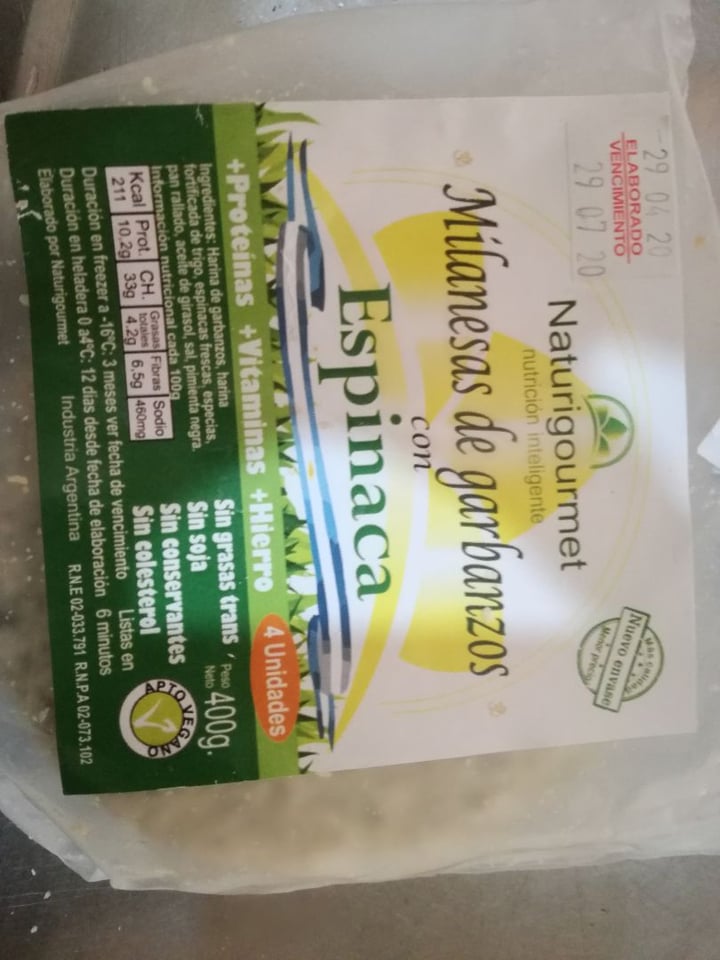 29 04 20
ELABORADO
VENCIMIENTO
29 07 20
Naturigourmet
nutrición inteligente
Nuevo envase
Milanesas de garbanzos
con
Espinaca
4 Unidades
+Proteínas +Vitaminas +Hierro
Ingredientes: Harina de garbanzos, harina
fortificada de trigo, espinacas frescas, especias,
pan rallado, aceite de girasol, sal, pimienta negra.
Información nutricional cada 100g
Kcal Prot. CH. Grasas totales Fibras Sodio
211 10.2g 33g 4.2g 6.5g 460mg
Sin grasas trans
Sin soja
Sin conservantes
Sin colesterol
Peso
Neto 400g.
APTO VEGANO
Duración en freezer a -16°C: 3 meses ver fecha de vencimiento
Duración en heladera 0 a4°C: 12 días desde fecha de elaboración
Listas en
6 minutos
Elaborado por Naturigourmet
Industria Argentina
R.N.E 02-033.791 R.N.P.A 02-073.102